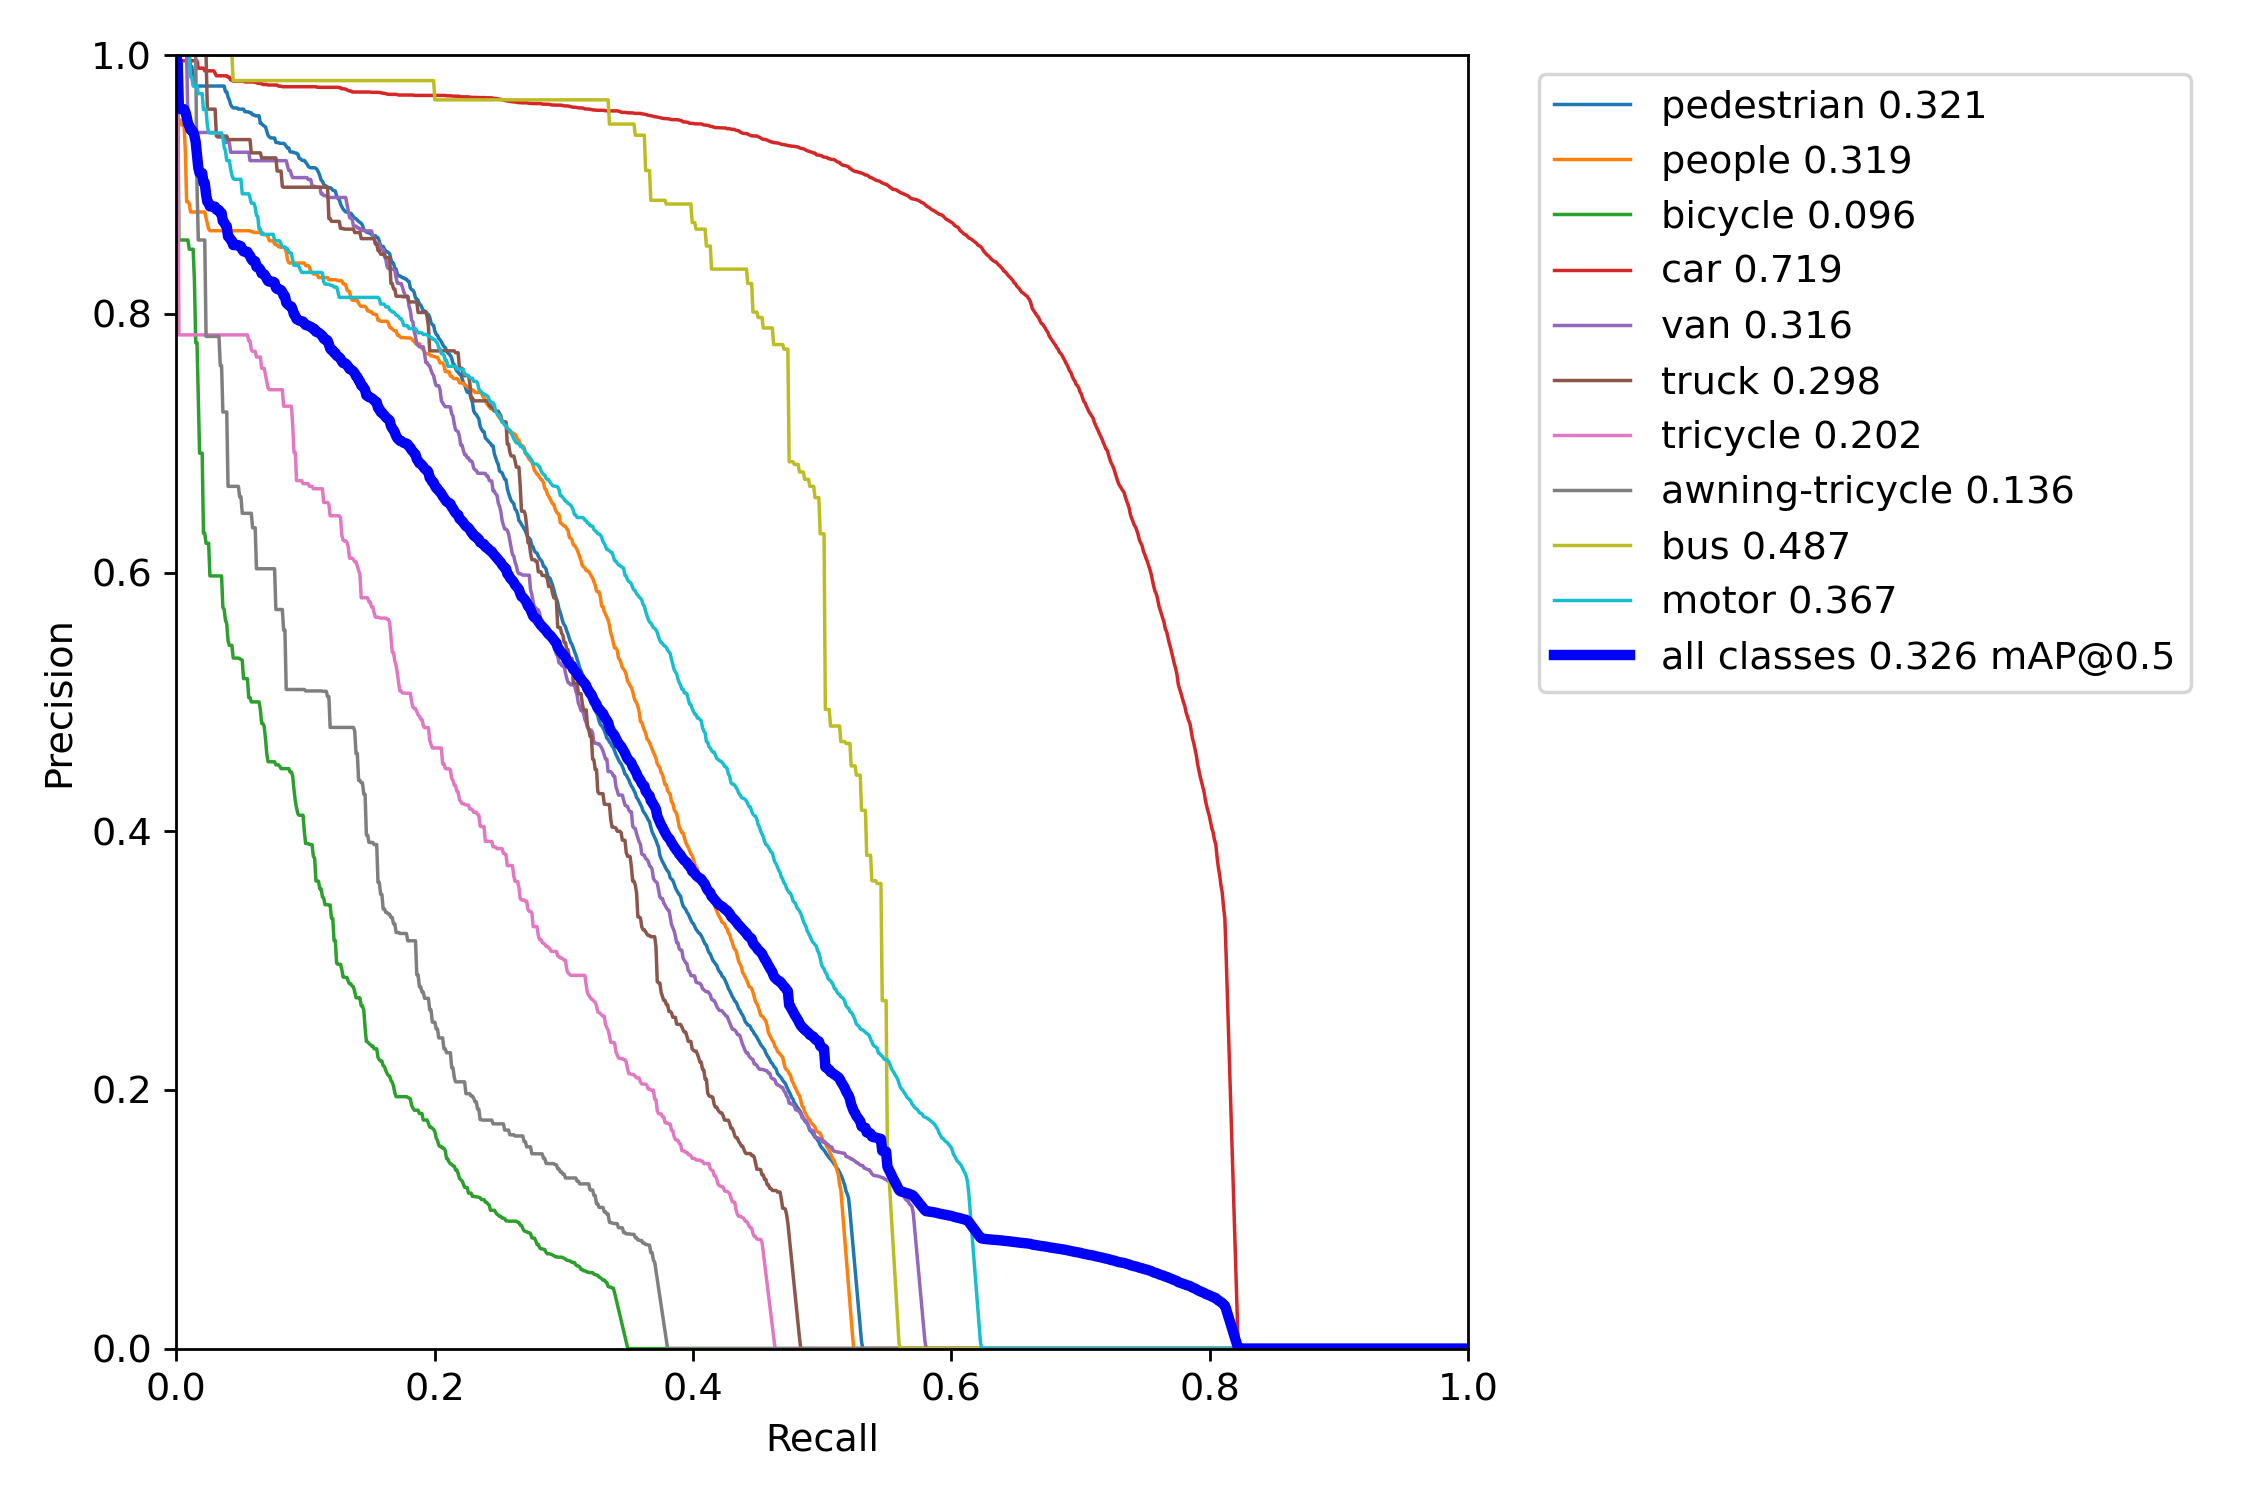 1.0
0.8
0.6
0.4
0.2
0.0
Precision
0.0 0.2 0.4 0.6 0.8 1.0
Recall
pedestrian 0.321
people 0.319
bicycle 0.096
car 0.719
van 0.316
truck 0.298
tricycle 0.202
awning-tricycle 0.136
bus 0.487
motor 0.367
all classes 0.326 mAP@0.5